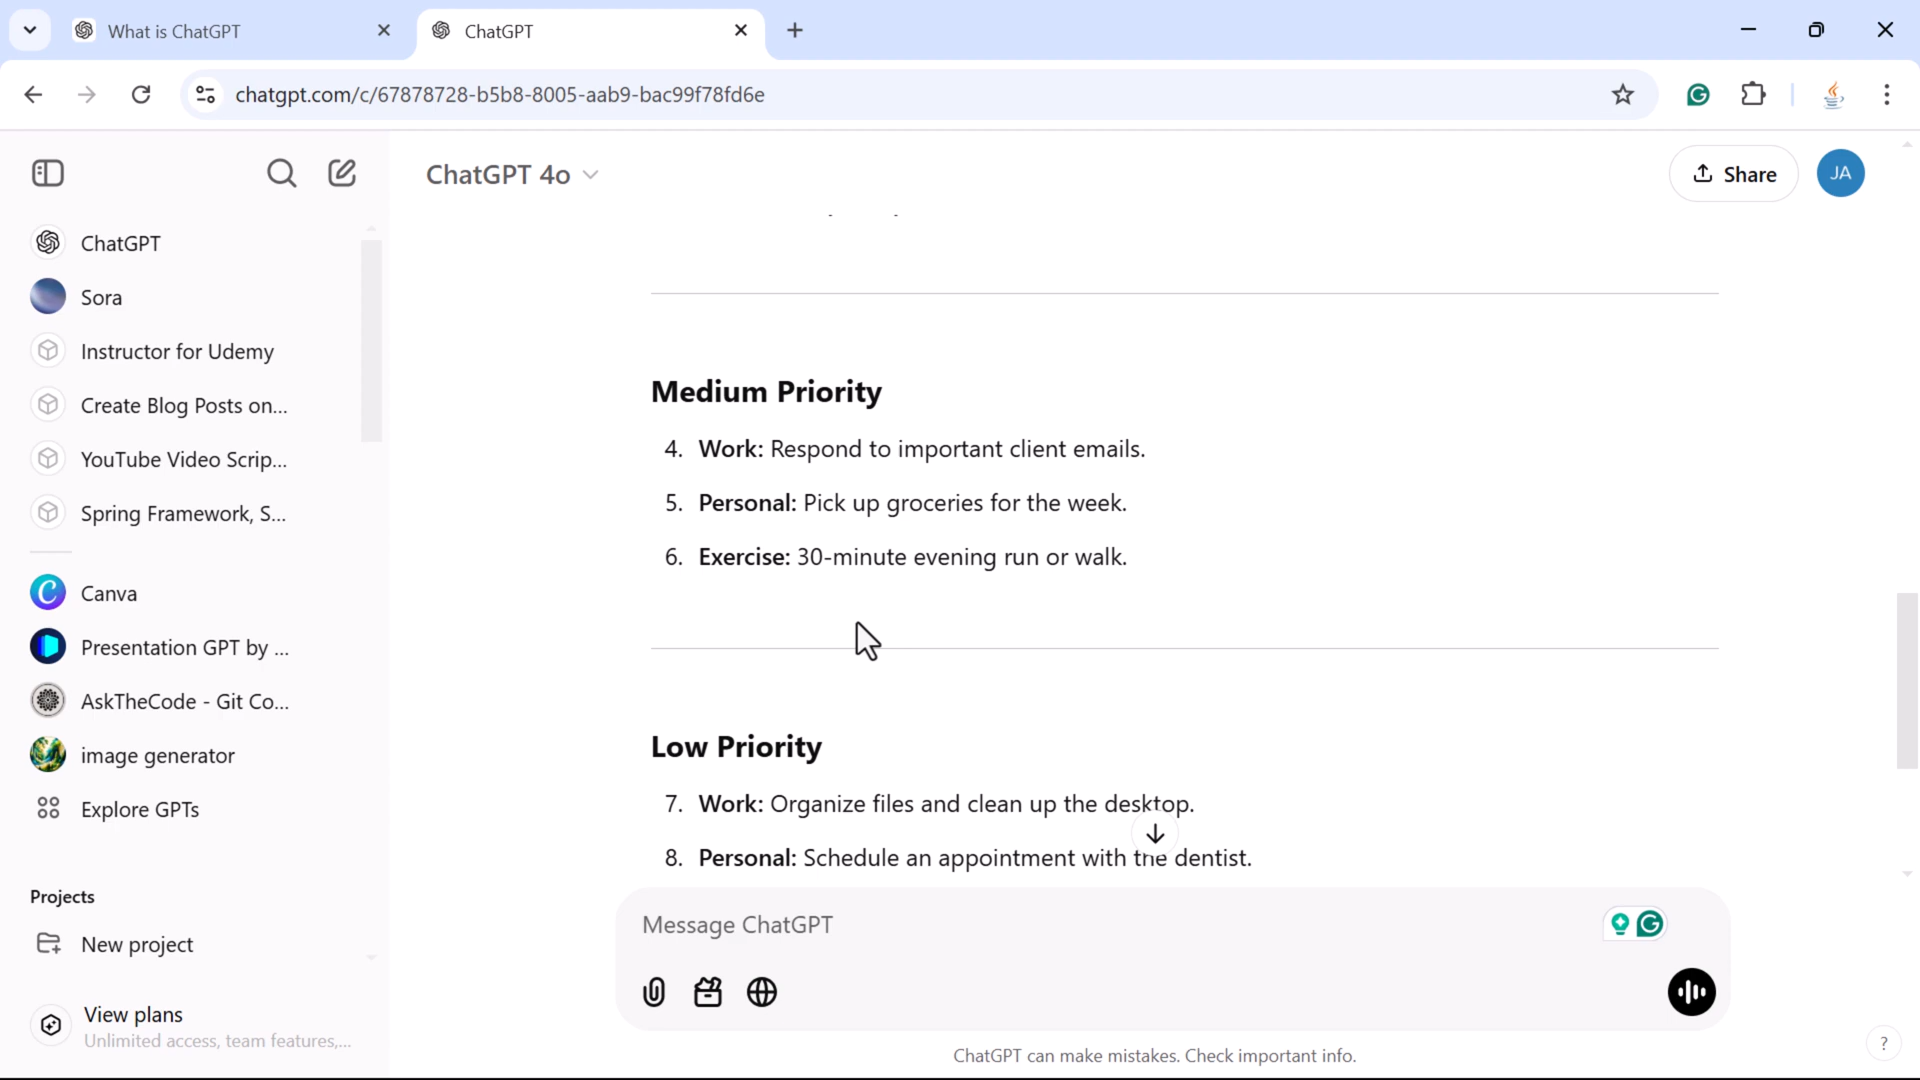 What is ChatGPT
ChatGPT
chatgpt.com/c/67878728-b5b8-8005-aab9-bac99f78fd6e
ChatGPT 4o
Share
JA
ChatGPT
Sora
Instructor for Udemy
Create Blog Posts on...
YouTube Video Scrip...
Spring Framework, S...
Canva
Presentation GPT by ...
AskTheCode - Git Co...
image generator
Explore GPTs
Projects
New project
View plans
Unlimited access, team features,...
Medium Priority
4. Work: Respond to important client emails.
5. Personal: Pick up groceries for the week.
6. Exercise: 30-minute evening run or walk.
Low Priority
7. Work: Organize files and clean up the desktop.
8. Personal: Schedule an appointment with the dentist.
Message ChatGPT
ChatGPT can make mistakes. Check important info.
?